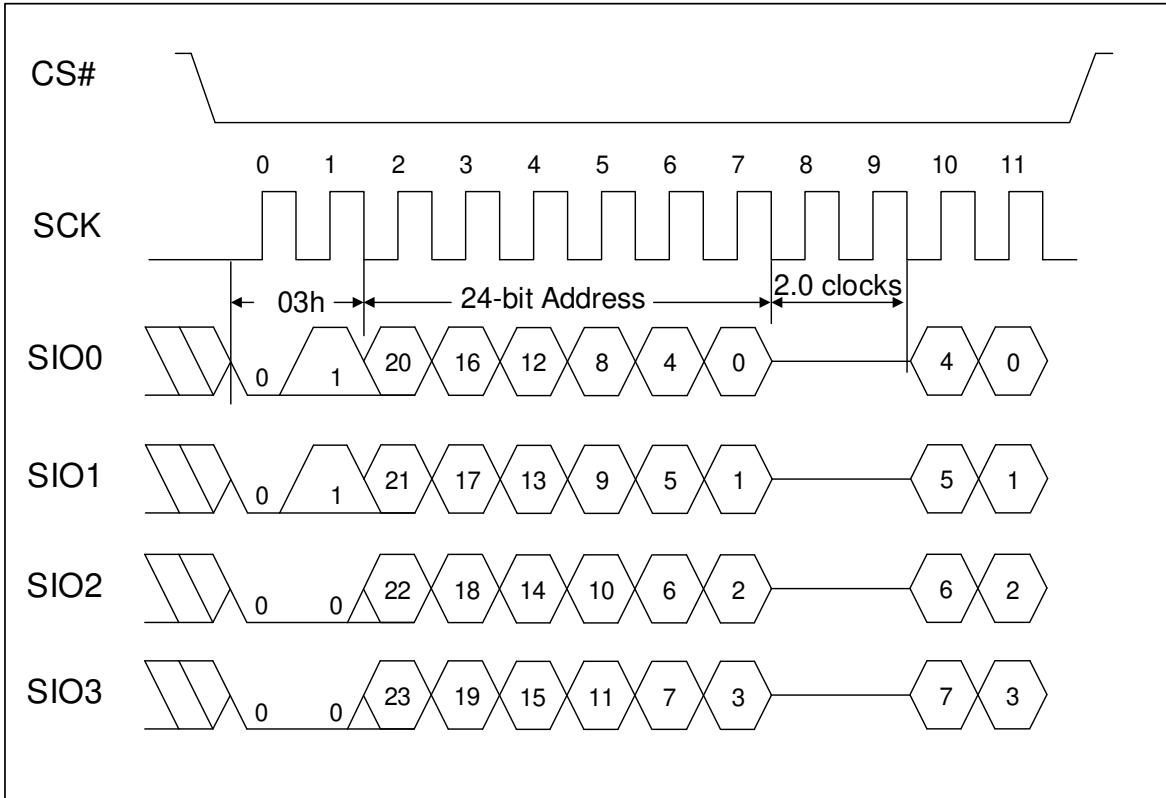 CS#
0 1 2 3 4 5 6 7 8 9 10 11
SCK
03h 24-bit Address 2.0 clocks
SIO0 0 1 20 16 12 8 4 0 4 0
SIO1 0 1 21 17 13 9 5 1 5 1
SIO2 0 0 22 18 14 10 6 2 6 2
SIO3 0 0 23 19 15 11 7 3 7 3